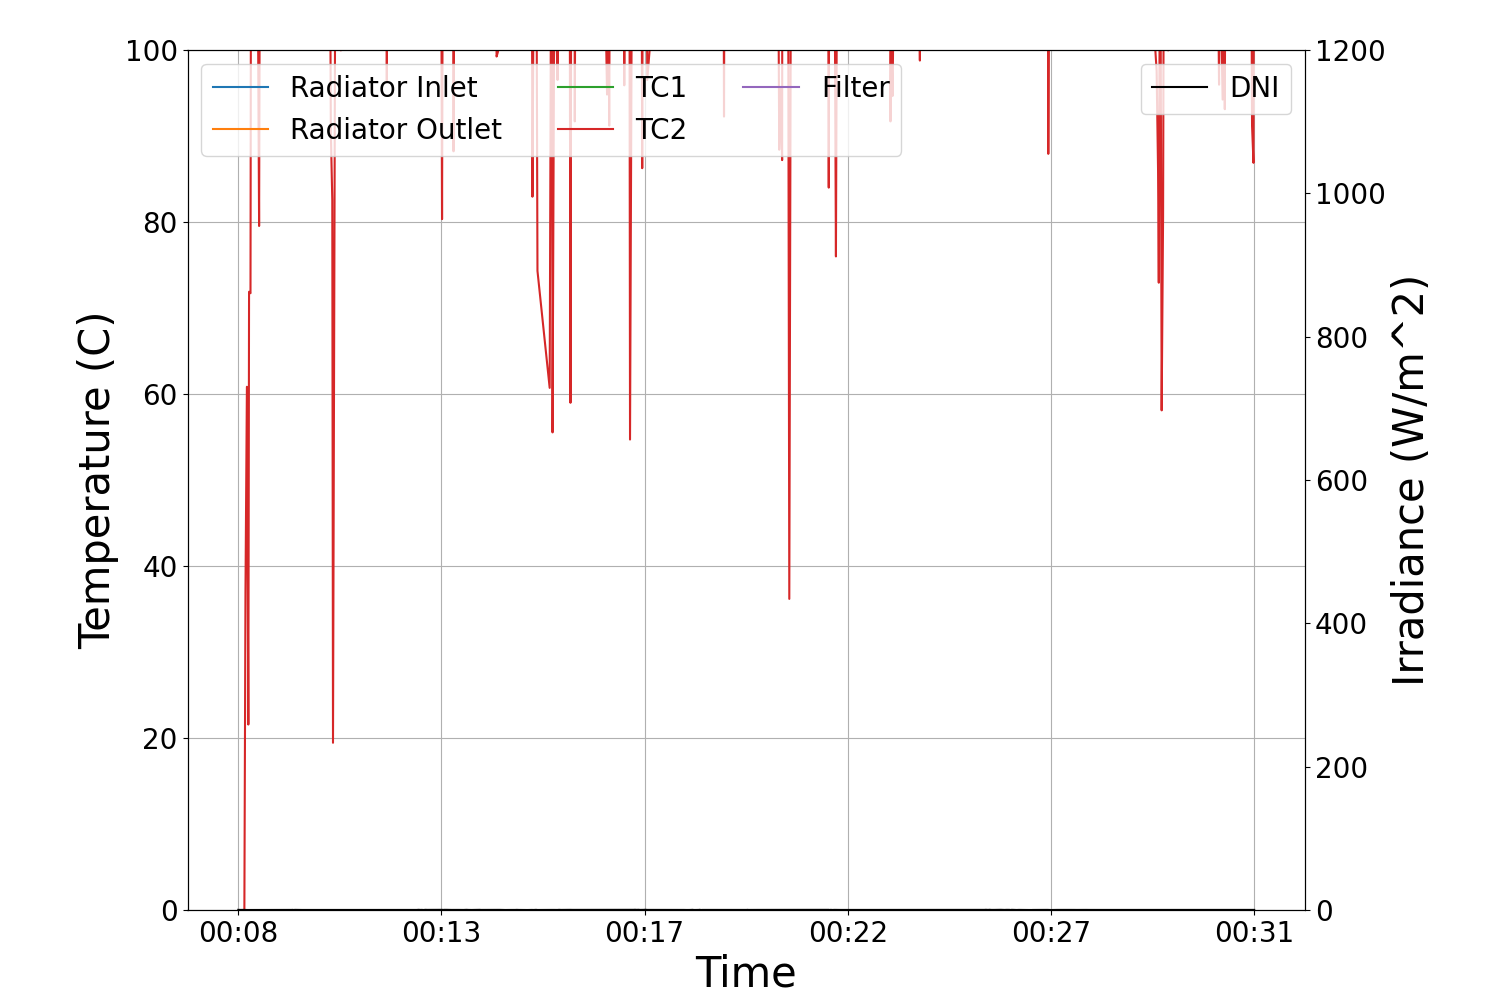 100
80
60
40
20
0
Temperature (C)
Radiator Inlet
Radiator Outlet
TC1
TC2
Filter
DNI
1200
1000
800
600
400
200
0
Irradiance (W/m^2)
00:08 00:13 00:17 00:22 00:27 00:31
Time